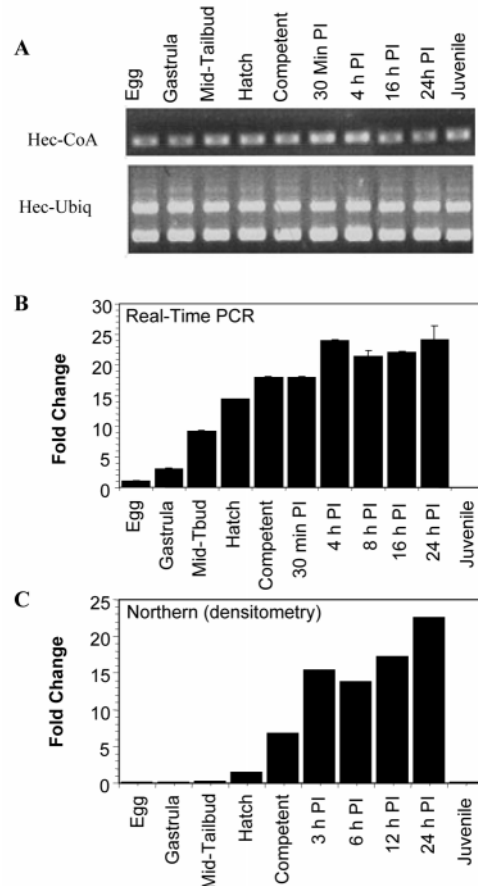 A
Egg
Gastrula
Mid-Tailbud
Hatch
Competent
30 Min PI
4 h PI
16 h PI
24h PI
Juvenile
Hec-CoA
Hec-Ubiq
B
Real-Time PCR
Fold Change
30
25
20
15
10
5
0
Egg
Gastrula
Mid-Tbud
Hatch
Competent
30 min PI
4 h PI
8 h PI
16 h PI
24 h PI
Juvenile
C
Northern (densitometry)
Fold Change
25
20
15
10
5
0
Egg
Gastrula
Mid-Tailbud
Hatch
Competent
3 h PI
6 h PI
12 h PI
24 h PI
Juvenile